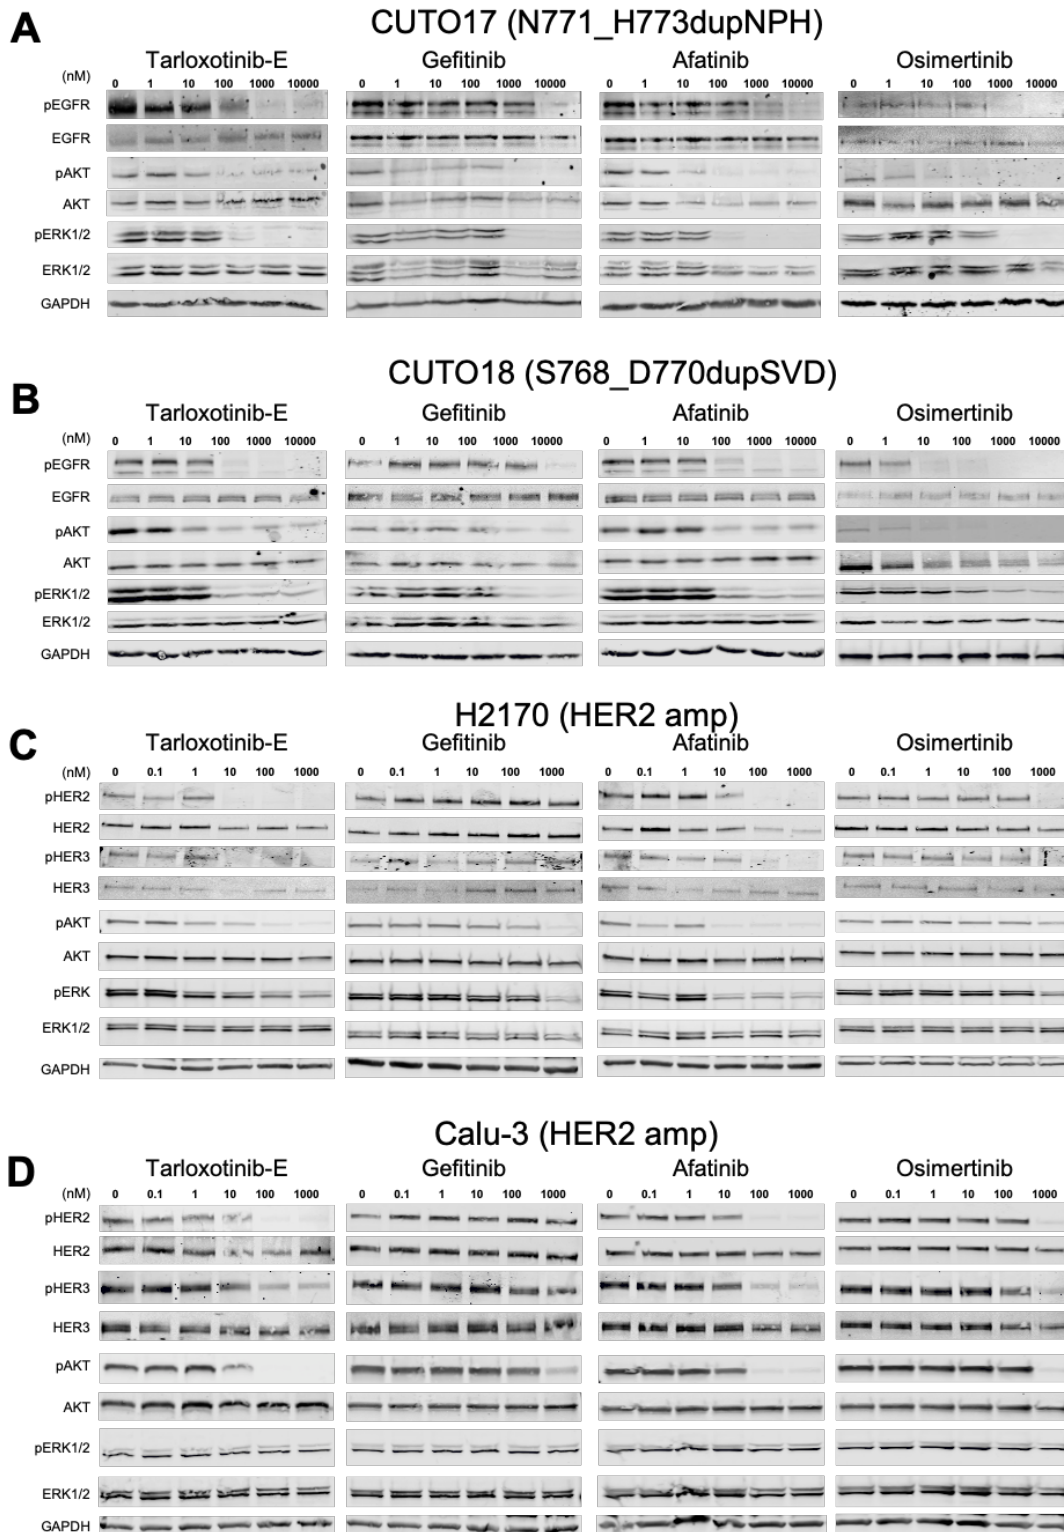 A
CUTO17 (N771_H773dupNPH)
Tarloxotinib-E Gefitinib Afatinib Osimertinib
(nM) 0 1 10 100 1000 10000 0 1 10 100 1000 10000 0 1 10 100 1000 10000 0 1 10 100 1000 10000
pEGFR
EGFR
pAKT
AKT
pERK1/2
ERK1/2
GAPDH
B
CUTO18 (S768_D770dupSVD)
Tarloxotinib-E Gefitinib Afatinib Osimertinib
(nM) 0 1 10 100 1000 10000 0 1 10 100 1000 10000 0 1 10 100 1000 10000 0 1 10 100 1000 10000
pEGFR
EGFR
pAKT
AKT
pERK1/2
ERK1/2
GAPDH
C
H2170 (HER2 amp)
Tarloxotinib-E Gefitinib Afatinib Osimertinib
(nM) 0 0.1 1 10 100 1000 0 0.1 1 10 100 1000 0 0.1 1 10 100 1000 0 0.1 1 10 100 1000
pHER2
HER2
pHER3
HER3
pAKT
AKT
pERK
ERK1/2
GAPDH
D
Calu-3 (HER2 amp)
Tarloxotinib-E Gefitinib Afatinib Osimertinib
(nM) 0 0.1 1 10 100 1000 0 0.1 1 10 100 1000 0 0.1 1 10 100 1000 0 0.1 1 10 100 1000
pHER2
HER2
pHER3
HER3
pAKT
AKT
pERK1/2
ERK1/2
GAPDH